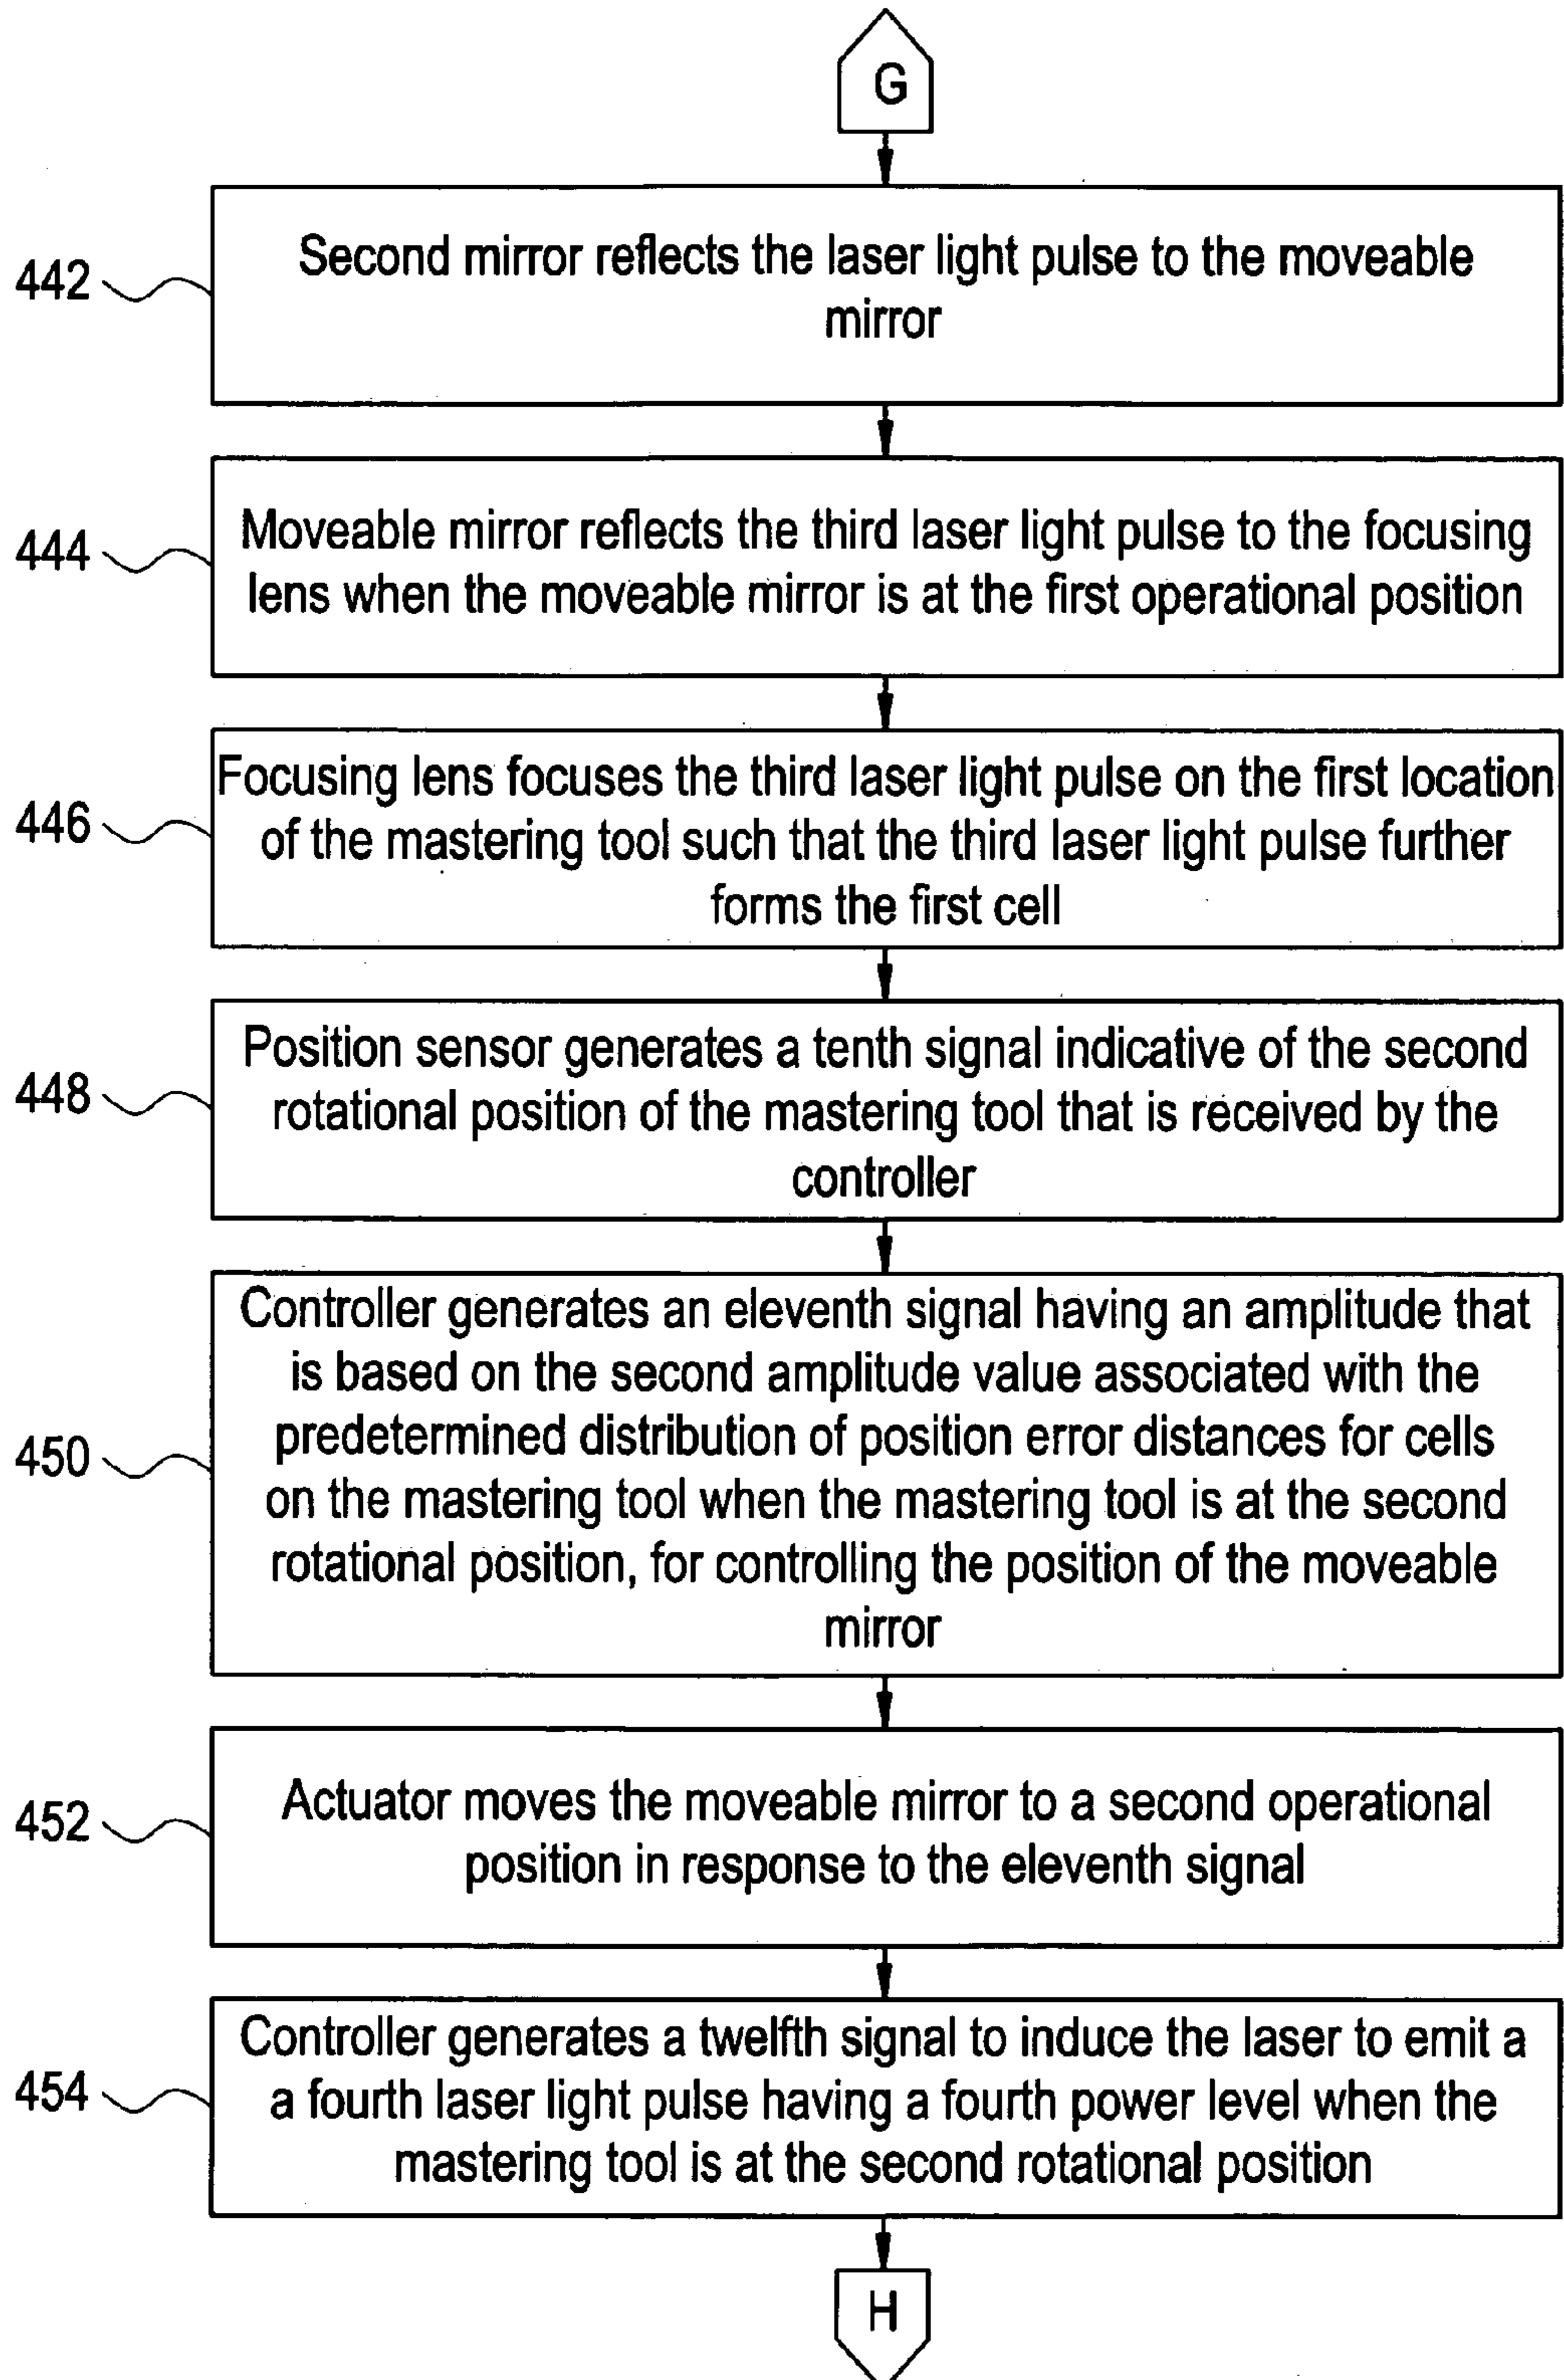 G
442
Second mirror reflects the laser light pulse to the moveable
mirror
444
Moveable mirror reflects the third laser light pulse to the focusing
lens when the moveable mirror is at the first operational position
446
Focusing lens focuses the third laser light pulse on the first location
of the mastering tool such that the third laser light pulse further
forms the first cell
448
Position sensor generates a tenth signal indicative of the second
rotational position of the mastering tool that is received by the
controller
450
Controller generates an eleventh signal having an amplitude that
is based on the second amplitude value associated with the
predetermined distribution of position error distances for cells
on the mastering tool when the mastering tool is at the second
rotational position, for controlling the position of the moveable
mirror
452
Actuator moves the moveable mirror to a second operational
position in response to the eleventh signal
454
Controller generates a twelfth signal to induce the laser to emit a
a fourth laser light pulse having a fourth power level when the
mastering tool is at the second rotational position
H